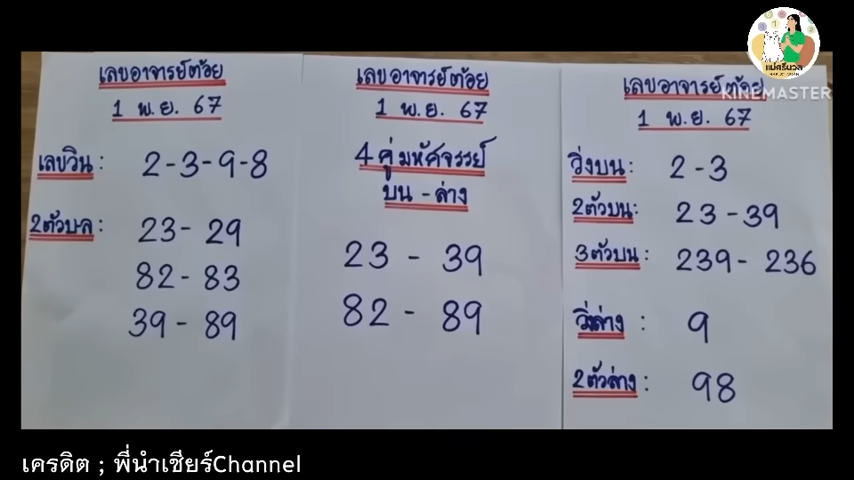 แม่ศรีนวล
KINEMASTER
เลขอาจารย์ต้อย
1 พ.ย. 67
เลขวิน : 2-3-9-8
2ตัวบ-ล : 23- 29
82- 83
39 - 89
เลขอาจารย์ต้อย
1 พ.ย. 67
4 คู่มหัศจรรย์
บน -ล่าง
23 - 39
82 - 89
เลขอาจารย์ต้อย
1 พ.ย. 67
วิ่งบน : 2 -3
2ตัวบน: 23 -39
3ตัวบน : 239- 236
วิ่งล่าง : 9
2ตัวล่าง : 98
เครดิต ; พี่นำเชียร์Channel